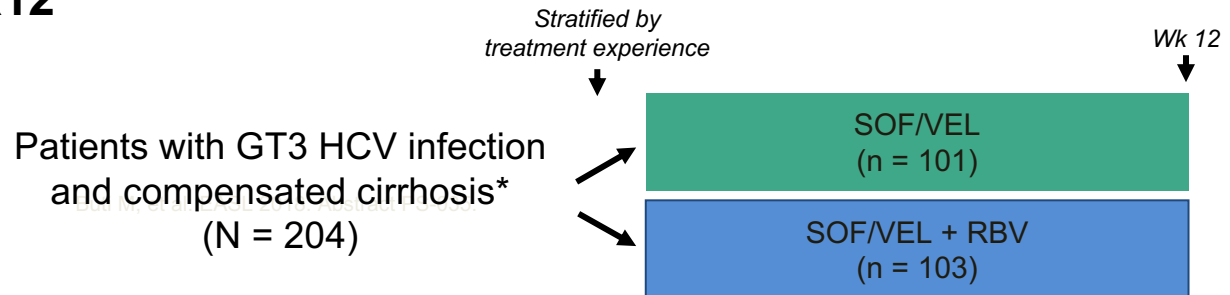 Stratified by
treatment experience
Wk 12
Patients with GT3 HCV infection
and compensated cirrhosis*
(N = 204)
SOF/VEL
(n = 101)
SOF/VEL + RBV
(n = 103)